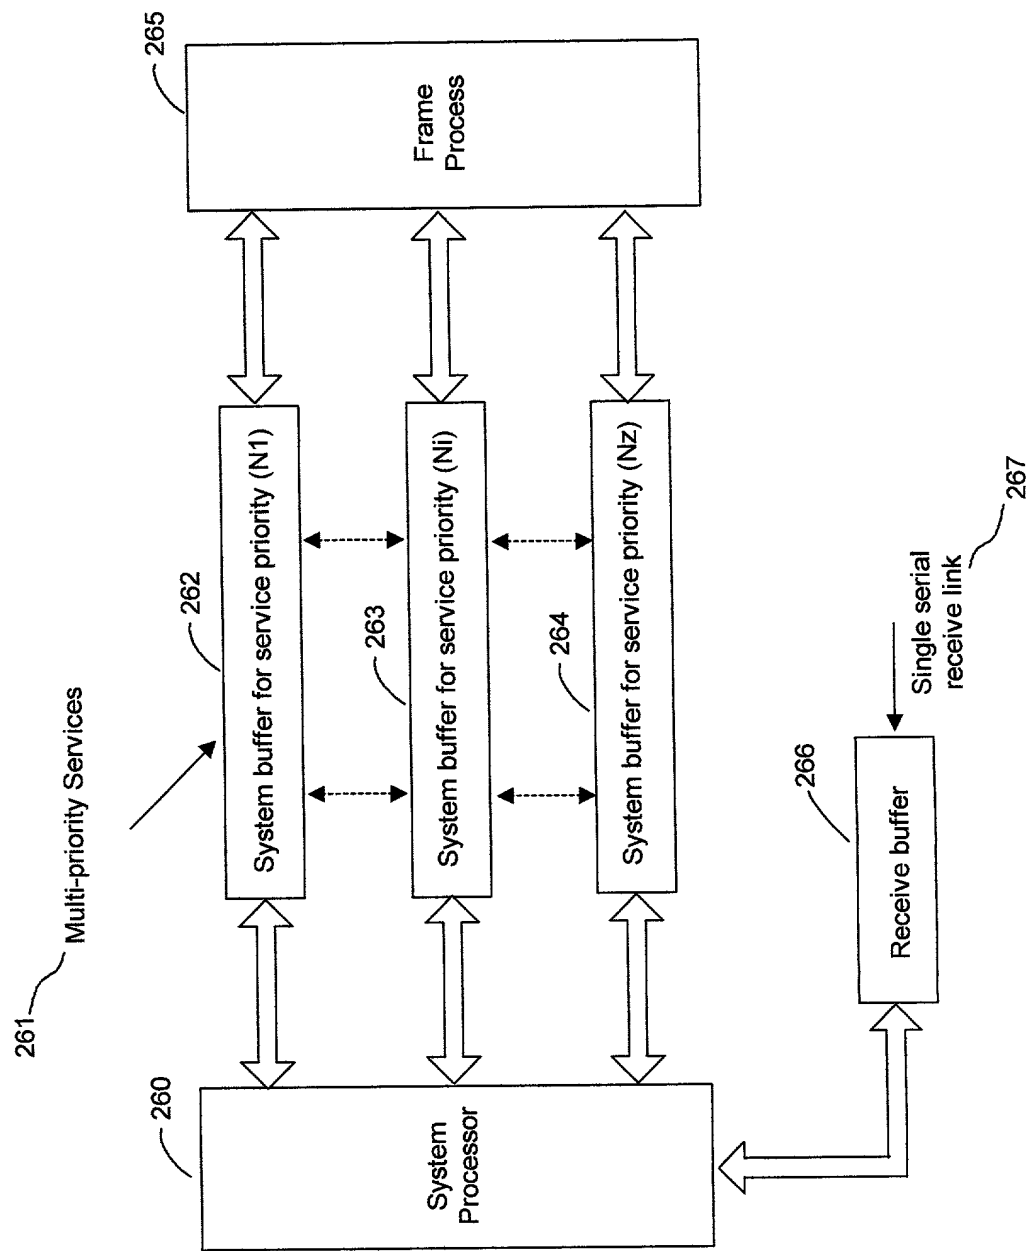 261
Multi-priority Services
260
System
Processor
262
System buffer for service priority (N1)
263
System buffer for service priority (Ni)
264
System buffer for service priority (Nz)
265
Frame
Process
266
Receive buffer
Single serial
receive link
267